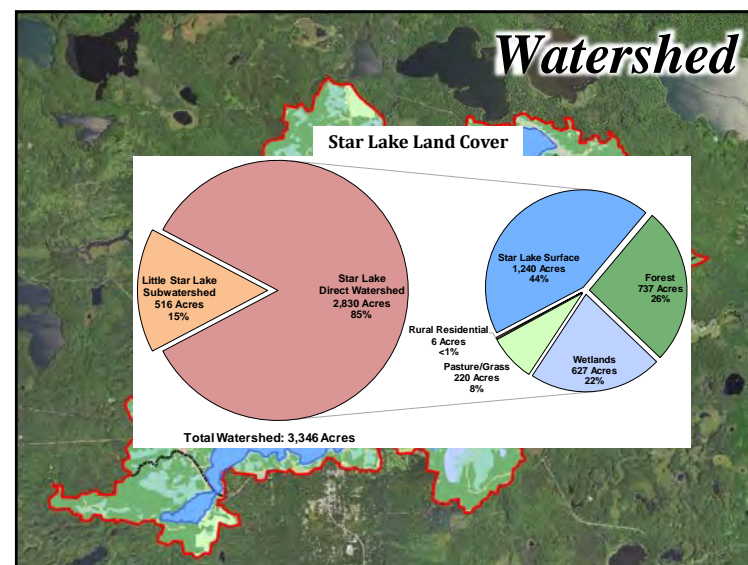 Watershed
Star Lake Land Cover
Little Star Lake
Subwatershed
516 Acres
15%
Star Lake
Direct Watershed
2,830 Acres
85%
Star Lake Surface
1,240 Acres
44%
Forest
737 Acres
26%
Rural Residential
6 Acres
<1%
Pasture/Grass
220 Acres
8%
Wetlands
627 Acres
22%
Total Watershed: 3,346 Acres